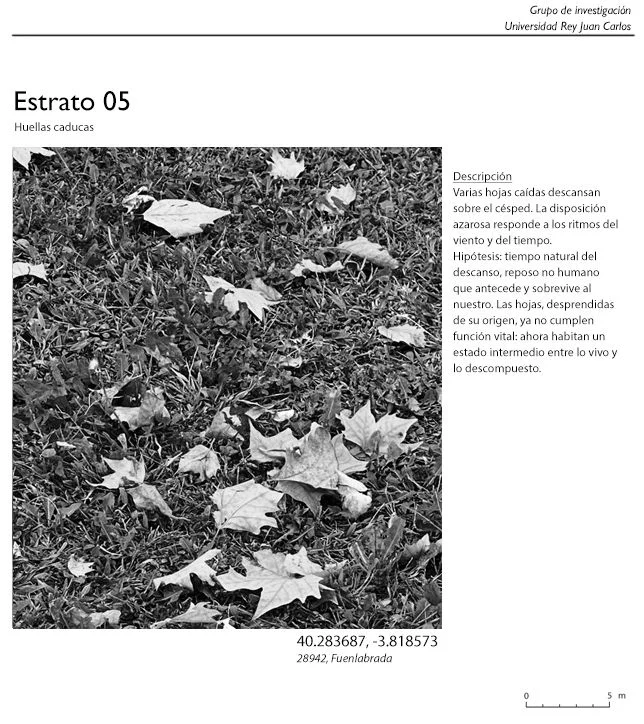 Grupo de investigación
Universidad Rey Juan Carlos
Estrato 05
Huellas caducas
Descripción
Varias hojas caídas descansan
sobre el césped. La disposición
azarosa responde a los ritmos del
viento y del tiempo.
Hipótesis: tiempo natural del
descanso, reposo no humano
que antecede y sobrevive al
nuestro. Las hojas, desprendidas
de su origen, ya no cumplen
función vital: ahora habitan un
estado intermedio entre lo vivo y
lo descompuesto.
40.283687, -3.818573
28942, Fuenlabrada
0 5 m